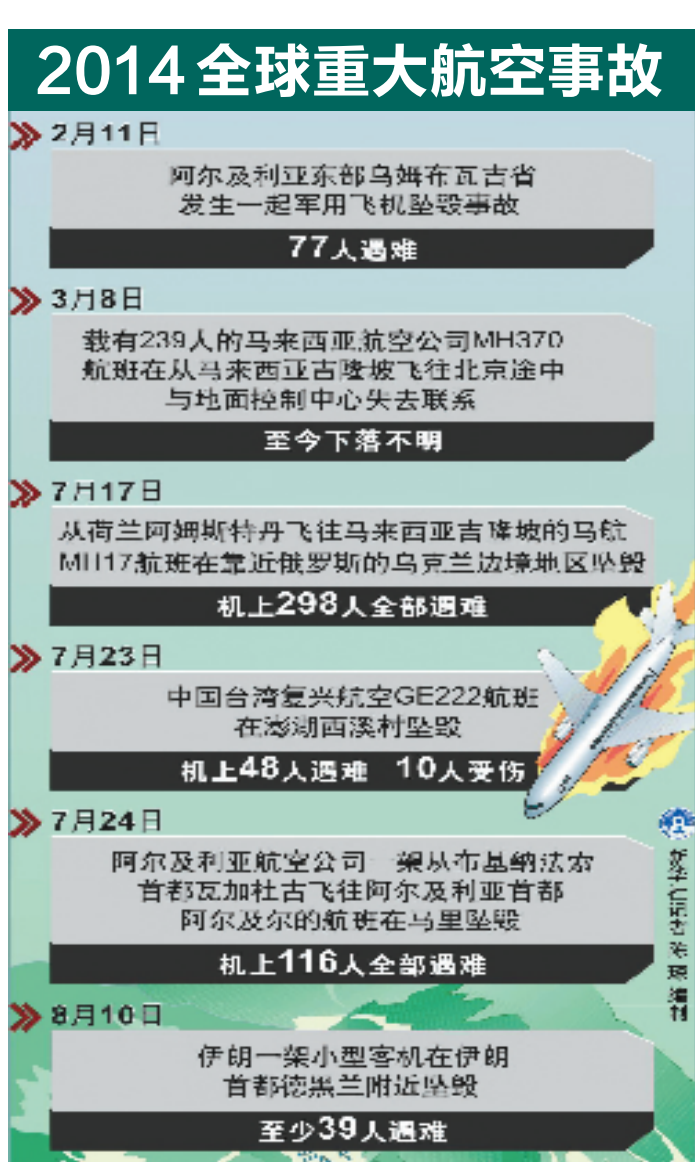 2014全球重大航空事故
2月11日
阿尔及利亚东部乌姆布瓦吉省
发生一起军用飞机坠毁事故
77人遇难
3月8日
载有239人的马来西亚航空公司MH370
航班在从马来西亚吉隆坡飞往北京途中
与地面控制中心失去联系
至今下落不明
7月17日
从荷兰阿姆斯特丹飞往马来西亚吉隆坡的马航
MH17航班在靠近俄罗斯的乌克兰边境地区坠毁
机上298人全部遇难
7月23日
中国台湾复兴航空GE222航班
在澎湖西溪村坠毁
机上48人遇难 10人受伤
7月24日
阿尔及利亚航空公司一架从布基纳法索
首都瓦加杜古飞往阿尔及利亚首都
阿尔及尔的航班在马里坠毁
机上116人全部遇难
8月10日
伊朗一架小型客机在伊朗
首都德黑兰附近坠毁
至少39人遇难
新华社记者 陈琛 编制